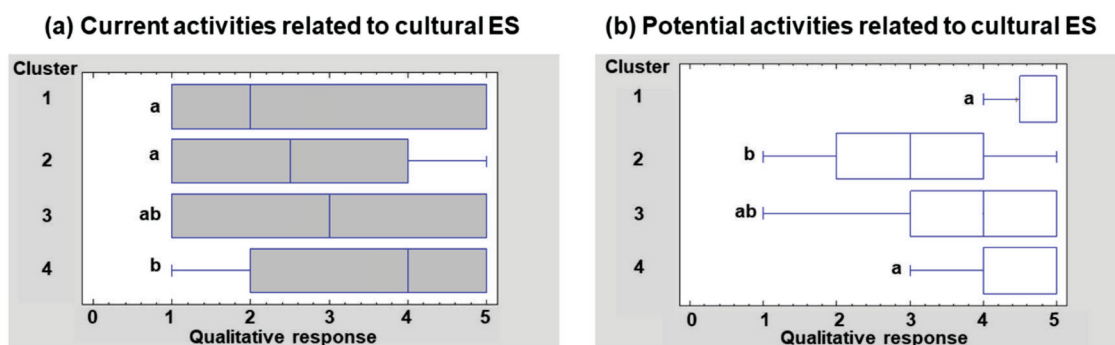 (a) Current activities related to cultural ES
Cluster
1
a
2
a
3
ab
4
b
0 1 2 3 4 5
Qualitative response
(b) Potential activities related to cultural ES
Cluster
1
a
2
b
3
ab
4
a
0 1 2 3 4 5
Qualitative response